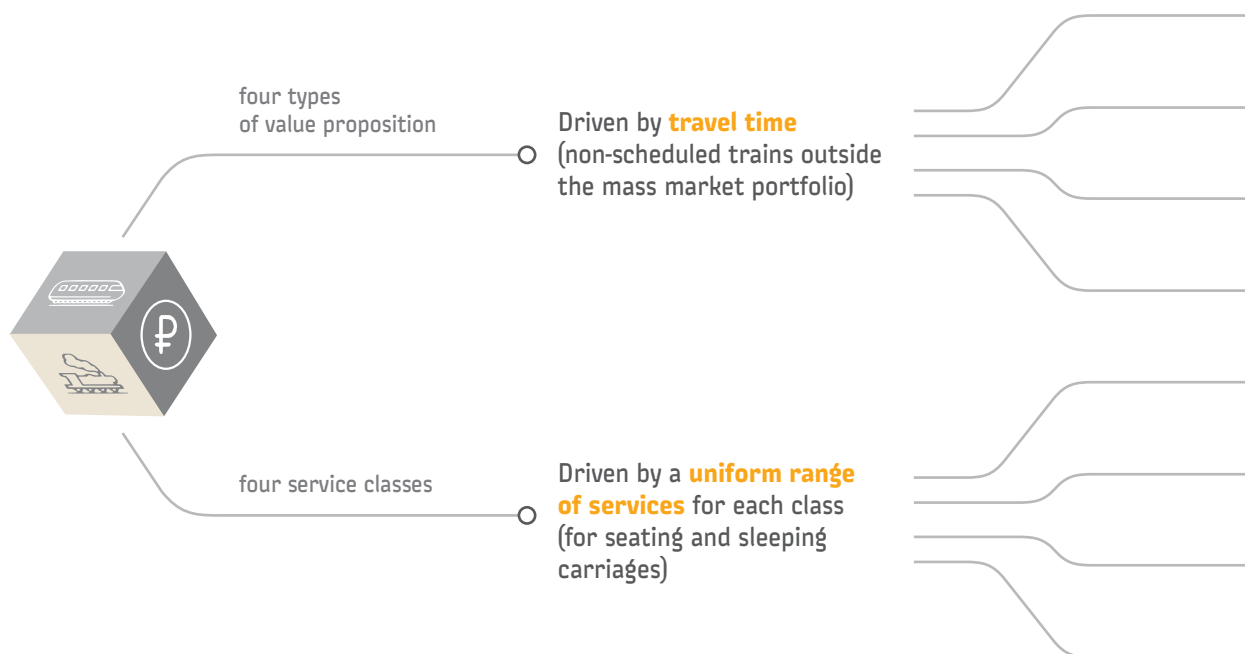 four types
of value proposition
Driven by travel time
(non-scheduled trains outside
the mass market portfolio)
₽
four service classes
Driven by a uniform range
of services for each class
(for seating and sleeping
carriages)